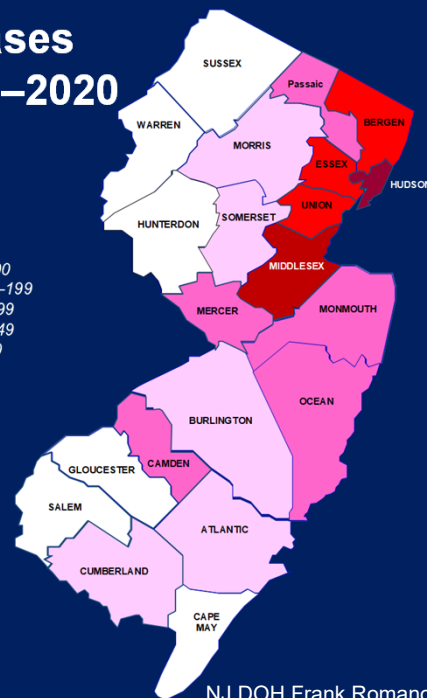 ases
–2020
SUSSEX
Passaic
WARREN
BERGEN
MORRIS
ESSEX
HUDSON
UNION
SOMERSET
HUNTERDON
MIDDLESEX
00
–199
99
49
9
MERCER
MONMOUTH
OCEAN
BURLINGTON
CAMDEN
GLOUCESTER
SALEM
ATLANTIC
CUMBERLAND
CAPE
MAY
NJ DOH Frank Romano